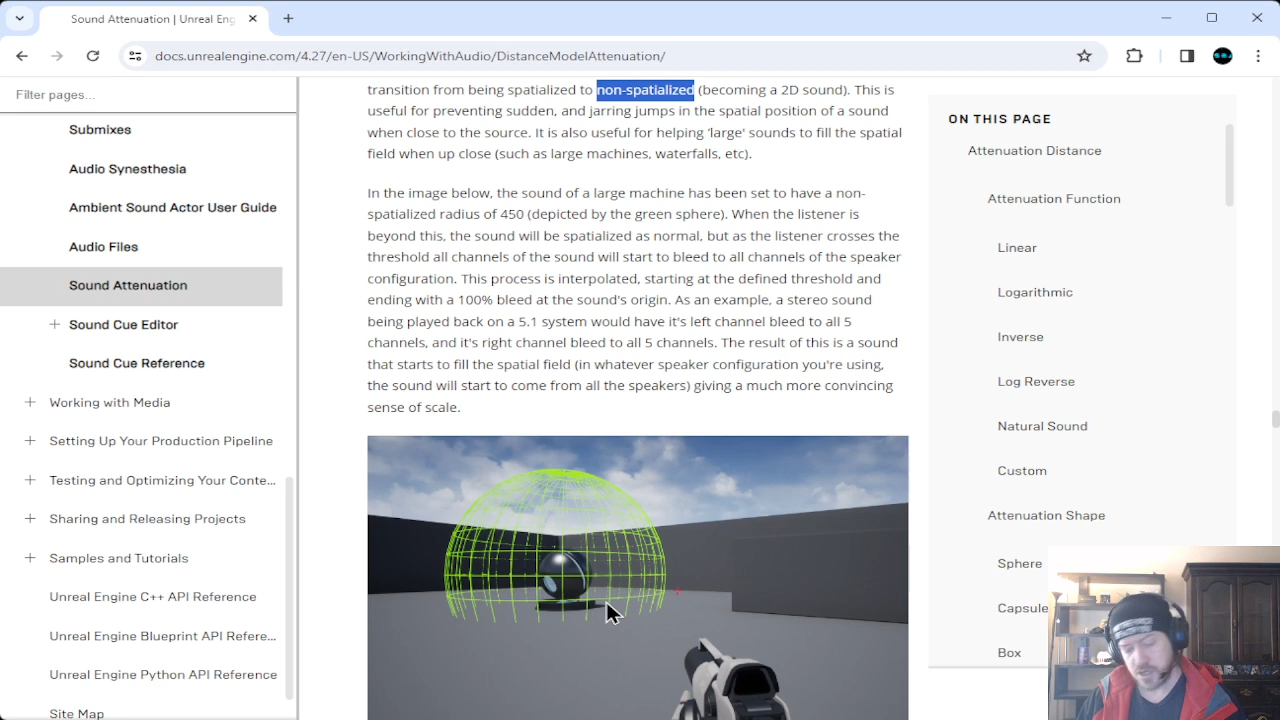 Sound Attenuation | Unreal Eng
docs.unrealengine.com/4.27/en-US/WorkingWithAudio/DistanceModelAttenuation/
Filter pages...
Submixes
Audio Synesthesia
Ambient Sound Actor User Guide
Audio Files
Sound Attenuation
Sound Cue Editor
Sound Cue Reference
Working with Media
Setting Up Your Production Pipeline
Testing and Optimizing Your Conte...
Sharing and Releasing Projects
Samples and Tutorials
Unreal Engine C++ API Reference
Unreal Engine Blueprint API Refere...
Unreal Engine Python API Reference
Site Map
transition from being spatialized to non-spatialized (becoming a 2D sound). This is
useful for preventing sudden, and jarring jumps in the spatial position of a sound
when close to the source. It is also useful for helping 'large' sounds to fill the spatial
field when up close (such as large machines, waterfalls, etc).
In the image below, the sound of a large machine has been set to have a non-
spatialized radius of 450 (depicted by the green sphere). When the listener is
beyond this, the sound will be spatialized as normal, but as the listener crosses the
threshold all channels of the sound will start to bleed to all channels of the speaker
configuration. This process is interpolated, starting at the defined threshold and
ending with a 100% bleed at the sound's origin. As an example, a stereo sound
being played back on a 5.1 system would have it's left channel bleed to all 5
channels, and it's right channel bleed to all 5 channels. The result of this is a sound
that starts to fill the spatial field (in whatever speaker configuration you're using,
the sound will start to come from all the speakers) giving a much more convincing
sense of scale.
ON THIS PAGE
Attenuation Distance
Attenuation Function
Linear
Logarithmic
Inverse
Log Reverse
Natural Sound
Custom
Attenuation Shape
Sphere
Capsule
Box